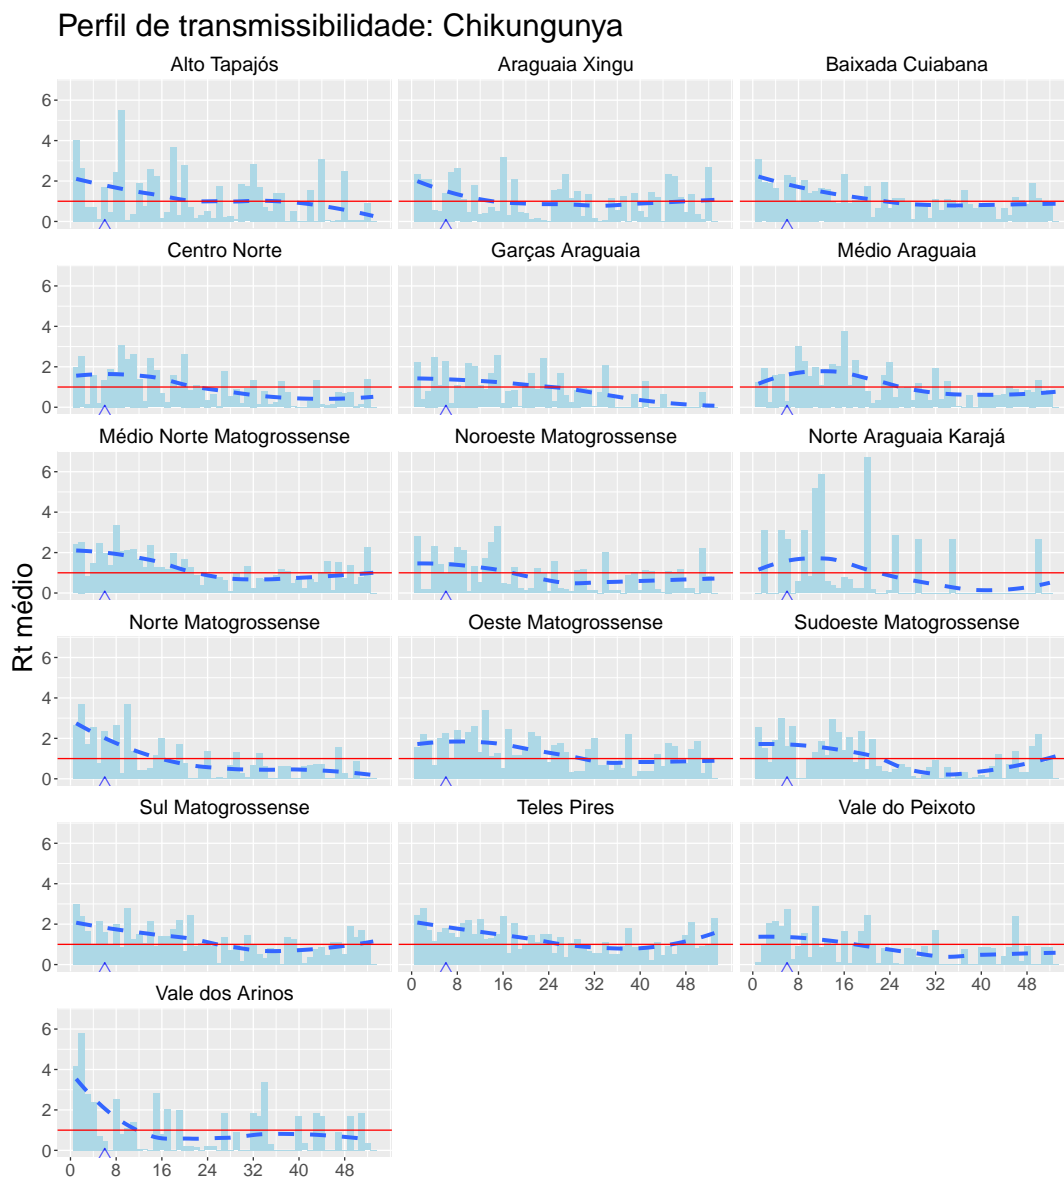 Perfil de transmissibilidade: Chikungunya
Alto Tapajós
Araguaia Xingu
Baixada Cuiabana
6
4
2
0
Centro Norte
Garças Araguaia
Médio Araguaia
6
4
2
0
Médio Norte Matogrossense
Noroeste Matogrossense
Norte Araguaia Karajá
6
4
2
0
Rt médio
Norte Matogrossense
Oeste Matogrossense
Sudoeste Matogrossense
6
4
2
0
Sul Matogrossense
Teles Pires
Vale do Peixoto
6
4
2
0
0 8 16 24 32 40 48
0 8 16 24 32 40 48
Vale dos Arinos
6
4
2
0
0 8 16 24 32 40 48